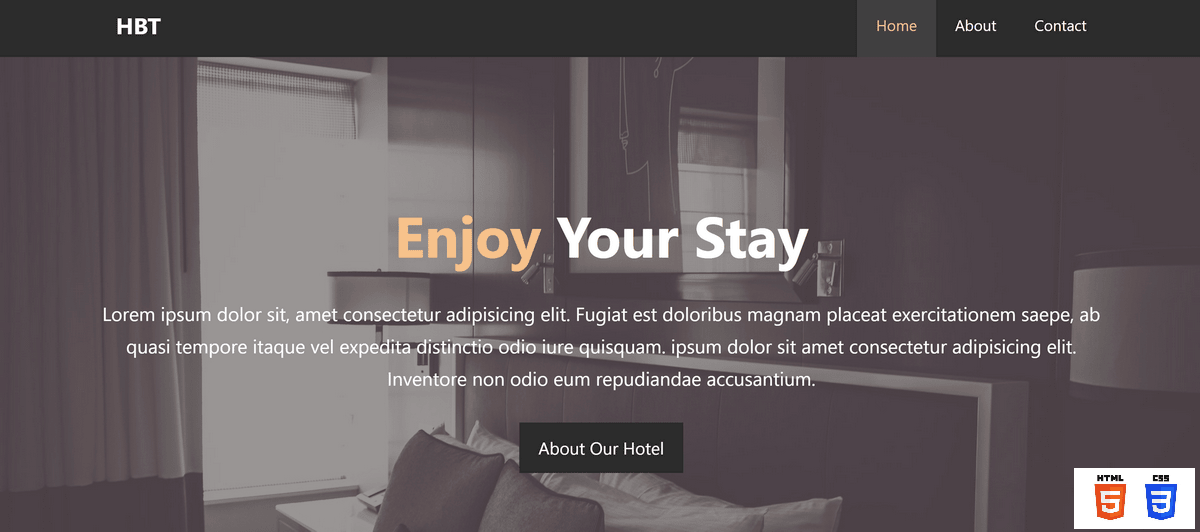 HBT
Home About Contact
Enjoy Your Stay
Lorem ipsum dolor sit, amet consectetur adipisicing elit. Fugiat est doloribus magnam placeat exercitationem saepe, ab
quasi tempore itaque vel expedita distinctio odio iure quisquam. ipsum dolor sit amet consectetur adipisicing elit.
Inventore non odio eum repudiandae accusantium.
About Our Hotel
HTML CSS
5 3